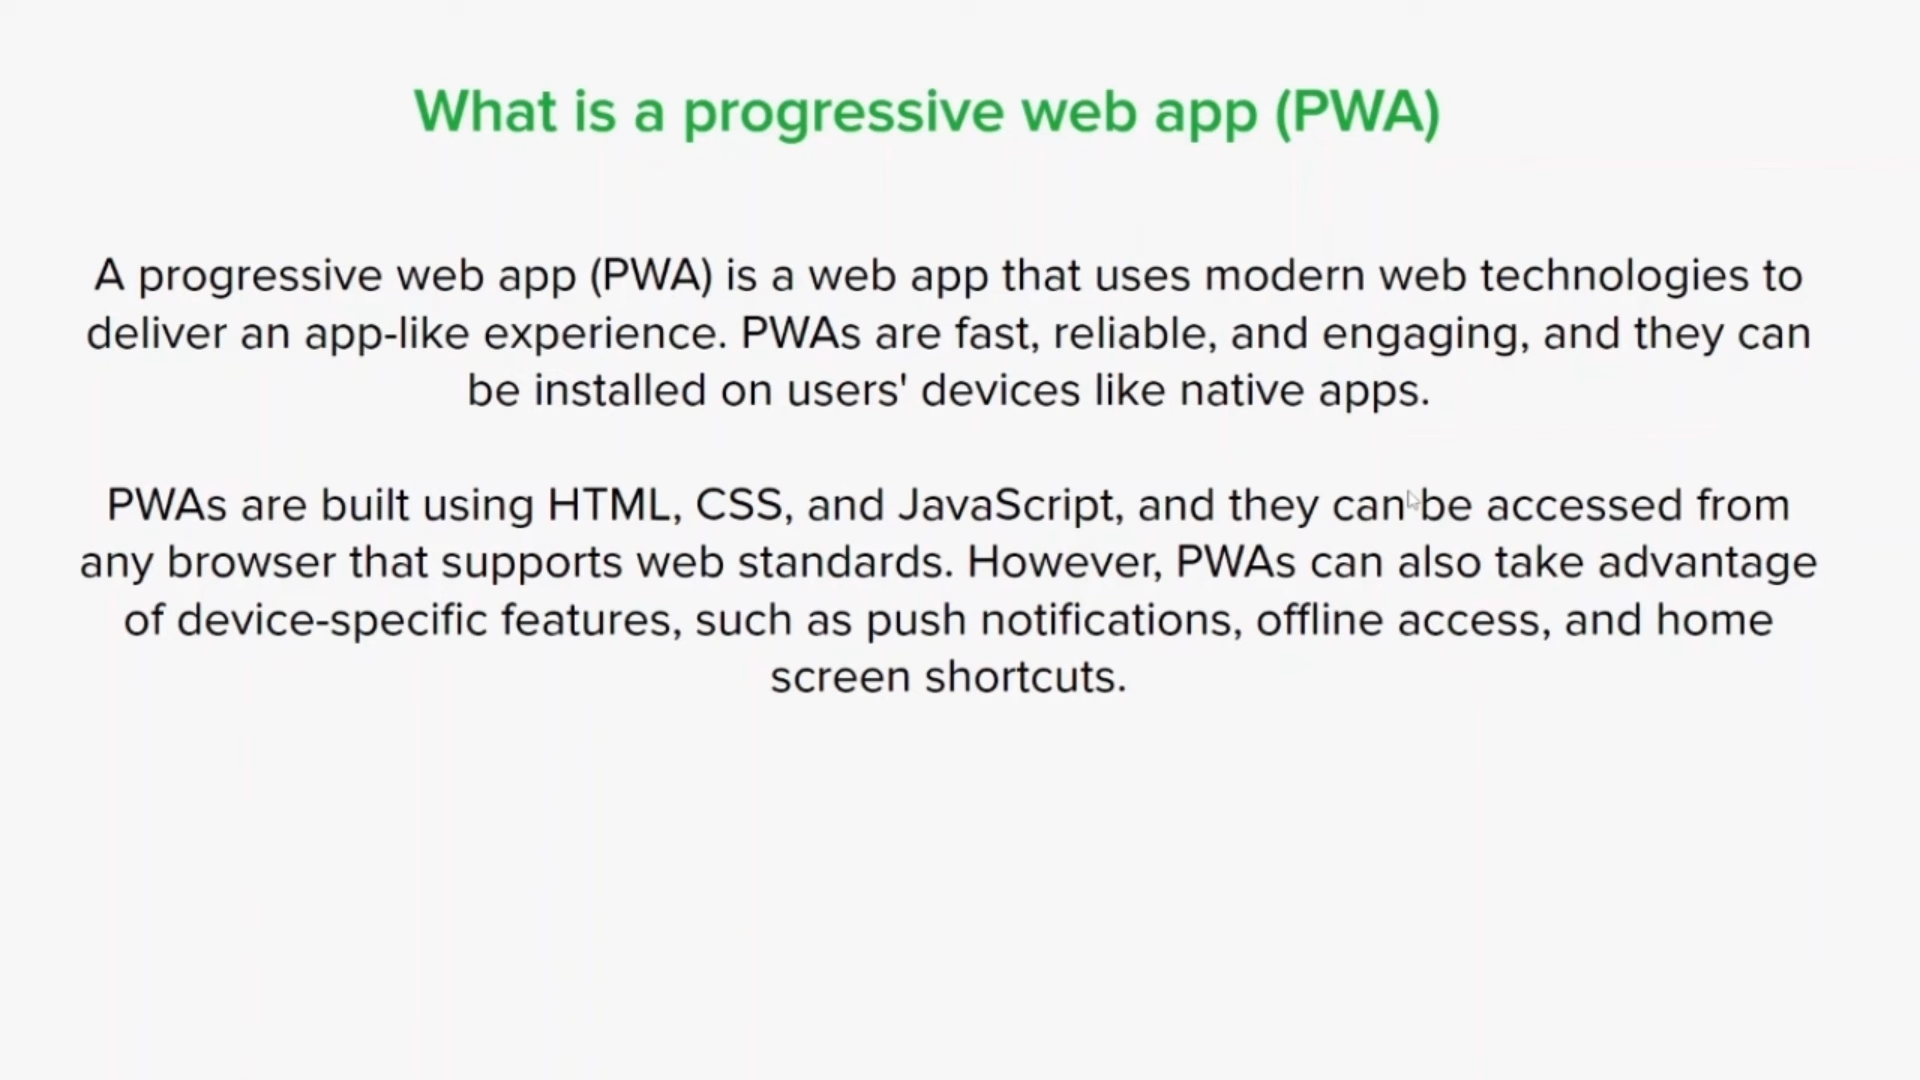 What is a progressive web app (PWA)
A progressive web app (PWA) is a web app that uses modern web technologies to
deliver an app-like experience. PWAs are fast, reliable, and engaging, and they can
be installed on users' devices like native apps.
PWAs are built using HTML, CSS, and JavaScript, and they can be accessed from
any browser that supports web standards. However, PWAs can also take advantage
of device-specific features, such as push notifications, offline access, and home
screen shortcuts.